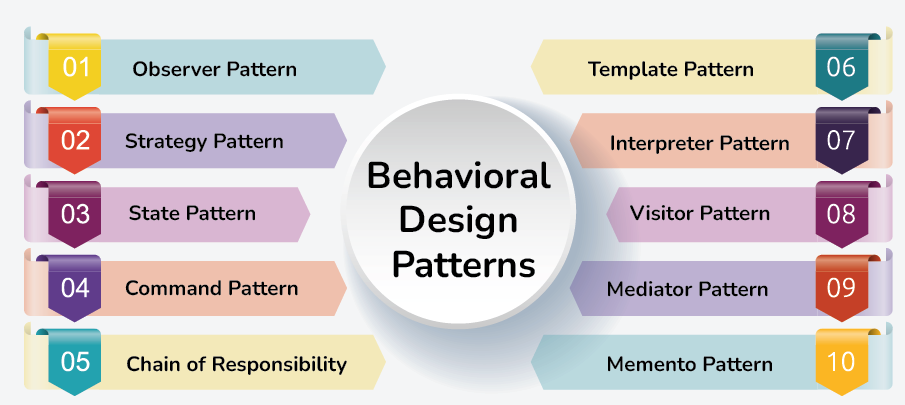 01 Observer Pattern
02 Strategy Pattern
03 State Pattern
04 Command Pattern
05 Chain of Responsibility
Behavioral
Design
Patterns
Template Pattern 06
Interpreter Pattern 07
Visitor Pattern 08
Mediator Pattern 09
Memento Pattern 10